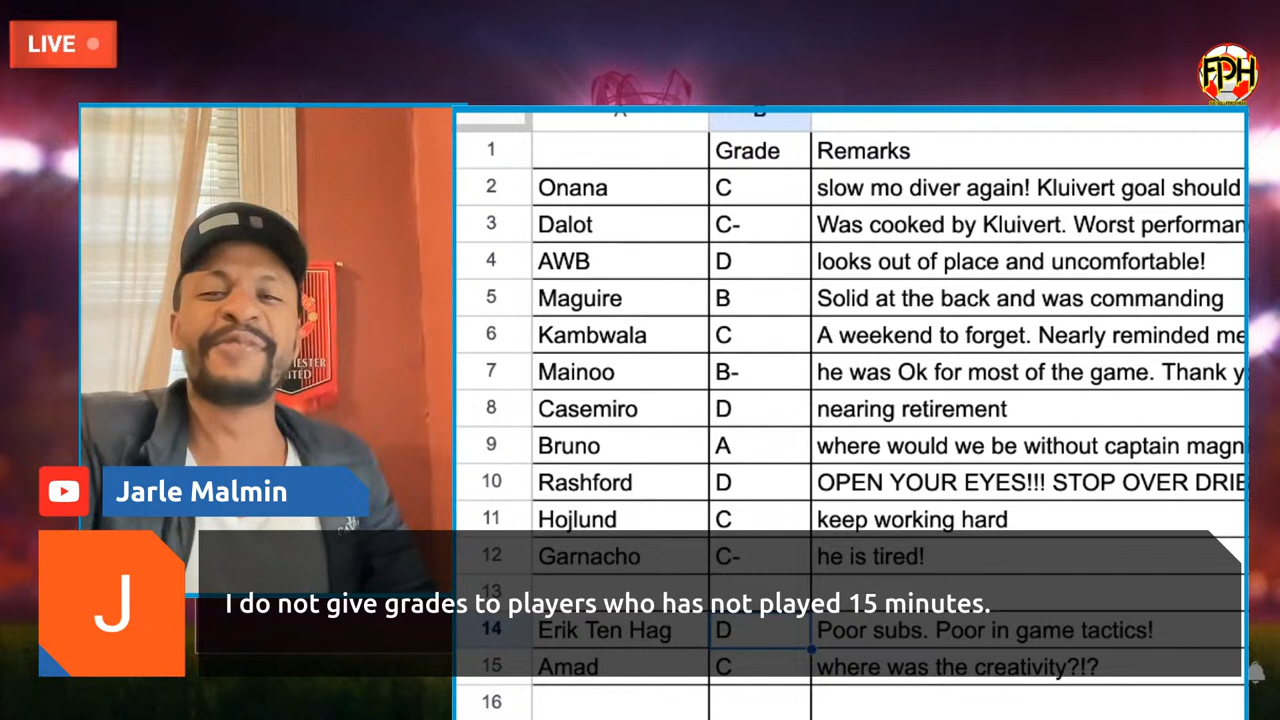 LIVE
FPH
A B
1 Grade Remarks
2 Onana C slow mo diver again! Kluivert goal should
3 Dalot C- Was cooked by Kluivert. Worst performan
4 AWB D looks out of place and uncomfortable!
5 Maguire B Solid at the back and was commanding
6 Kambwala C A weekend to forget. Nearly reminded me
7 Mainoo B- he was Ok for most of the game. Thank y
8 Casemiro D nearing retirement
9 Bruno A where would we be without captain magn
10 Rashford D OPEN YOUR EYES!!! STOP OVER DRIB
11 Hojlund C keep working hard
12 Garnacho C- he is tired!
13
14 Erik Ten Hag D Poor subs. Poor in game tactics!
15 Amad C where was the creativity?!?
16
Jarle Malmin
J
I do not give grades to players who has not played 15 minutes.